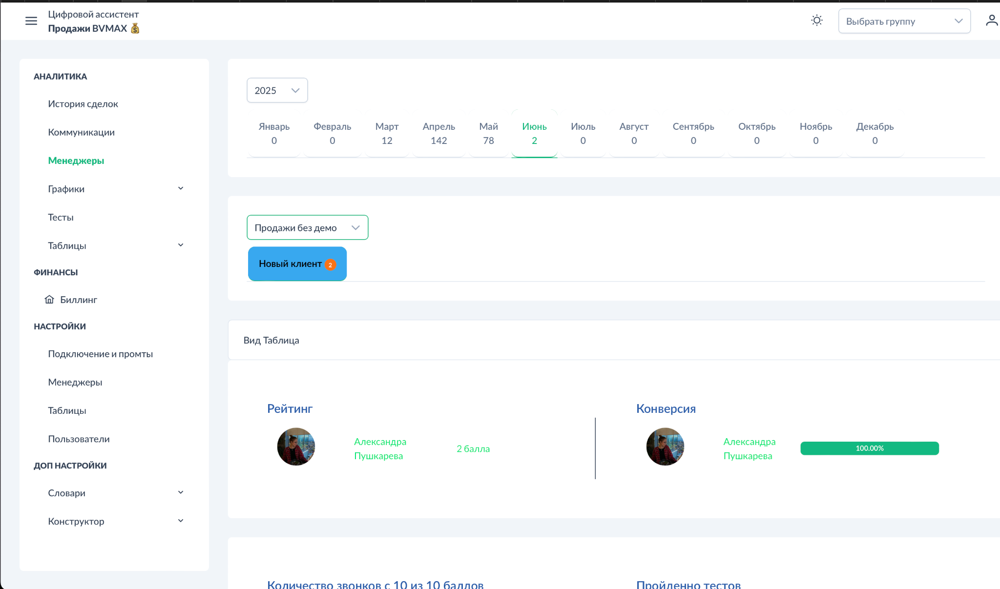 Цифровой ассистент
Продажи BVMAX 💰
Выбрать группу
АНАЛИТИКА
История сделок
Коммуникации
Менеджеры
Графики
Тесты
Таблицы
ФИНАНСЫ
Биллинг
НАСТРОЙКИ
Подключение и промты
Менеджеры
Таблицы
Пользователи
ДОП НАСТРОЙКИ
Словари
Конструктор
2025
Январь Февраль Март Апрель Май Июнь Июль Август Сентябрь Октябрь Ноябрь Декабрь
0 0 12 142 78 2 0 0 0 0 0 0
Продажи без демо
Новый клиент 2
Вид Таблица
Рейтинг
Александра
Пушкарева
2 балла
Конверсия
Александра
Пушкарева
100.00%
Количество звонков с 10 из 10 баллов
Пройденно тестов